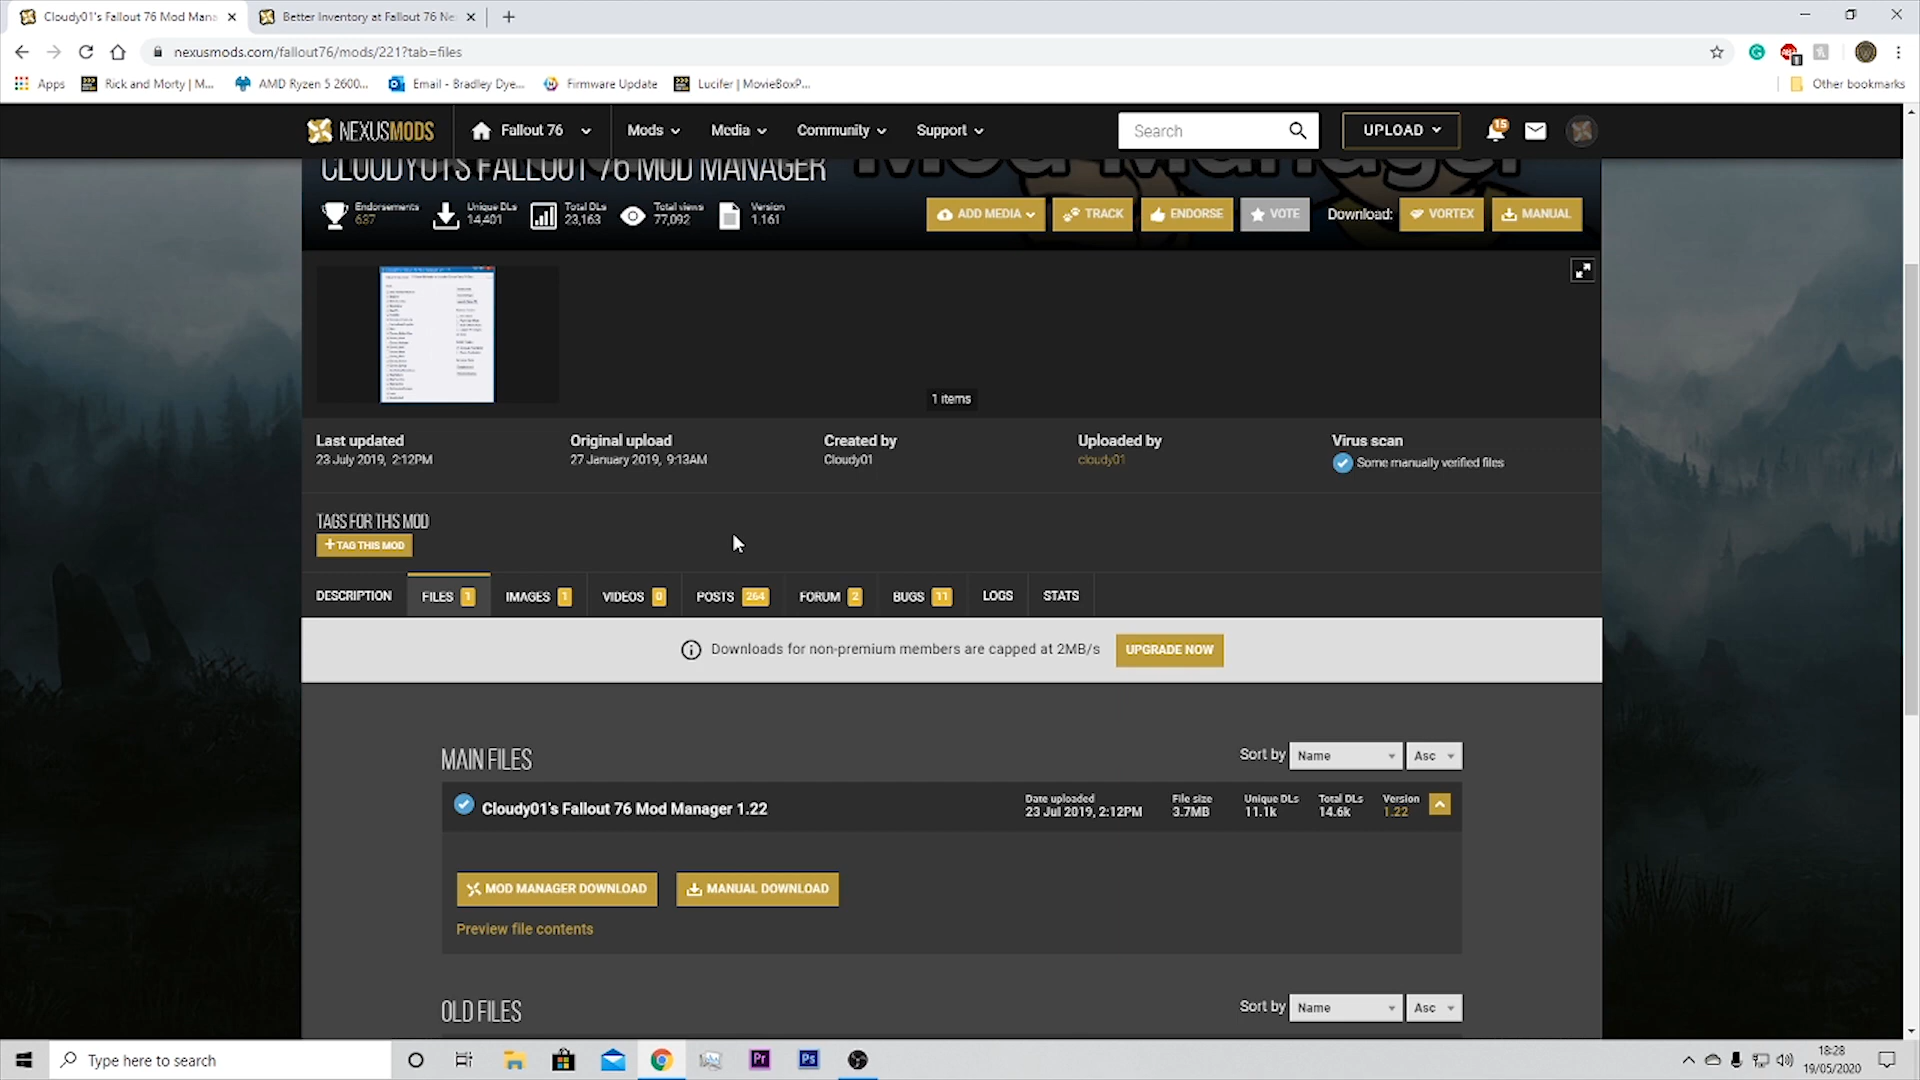 Cloudy01's Fallout 76 Mod Mana
Better Inventory at Fallout 76 Ne
nexusmods.com/fallout76/mods/221?tab=files
Apps
Rick and Morty | M...
AMD Ryzen 5 2600...
Email - Bradley Dye...
Firmware Update
Lucifer | MovieBoxP...
Other bookmarks
NEXUSMODS
Fallout 76
Mods
Media
Community
Support
Search
UPLOAD
15
CLOUDY01'S FALLOUT 76 MOD MANAGER
Mod Manager
Endorsements
637
Unique DLs
14,401
Total DLs
23,163
Total views
77,092
Version
1.161
ADD MEDIA
TRACK
ENDORSE
VOTE
Download:
VORTEX
MANUAL
1 items
Last updated
23 July 2019, 2:12PM
Original upload
27 January 2019, 9:13AM
Created by
Cloudy01
Uploaded by
cloudy01
Virus scan
Some manually verified files
TAGS FOR THIS MOD
+ TAG THIS MOD
DESCRIPTION
FILES 1
IMAGES 1
VIDEOS 0
POSTS 264
FORUM 2
BUGS 11
LOGS
STATS
Downloads for non-premium members are capped at 2MB/s
UPGRADE NOW
MAIN FILES
Sort by
Name
Asc
Cloudy01's Fallout 76 Mod Manager 1.22
Date uploaded
23 Jul 2019, 2:12PM
File size
3.7MB
Unique DLs
11.1k
Total DLs
14.6k
Version
1.22
MOD MANAGER DOWNLOAD
MANUAL DOWNLOAD
Preview file contents
OLD FILES
Sort by
Name
Asc
Type here to search
Pr
Ps
18:28
19/05/2020